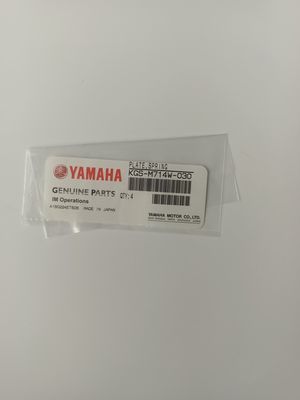 PLATE,SPRING
YAMAHA
KGS-M714W-030
GENUINE PARTS
QTY: 4
IM Operations
MADE IN JAPAN
YAMAHA MOTOR CO.,LTD.